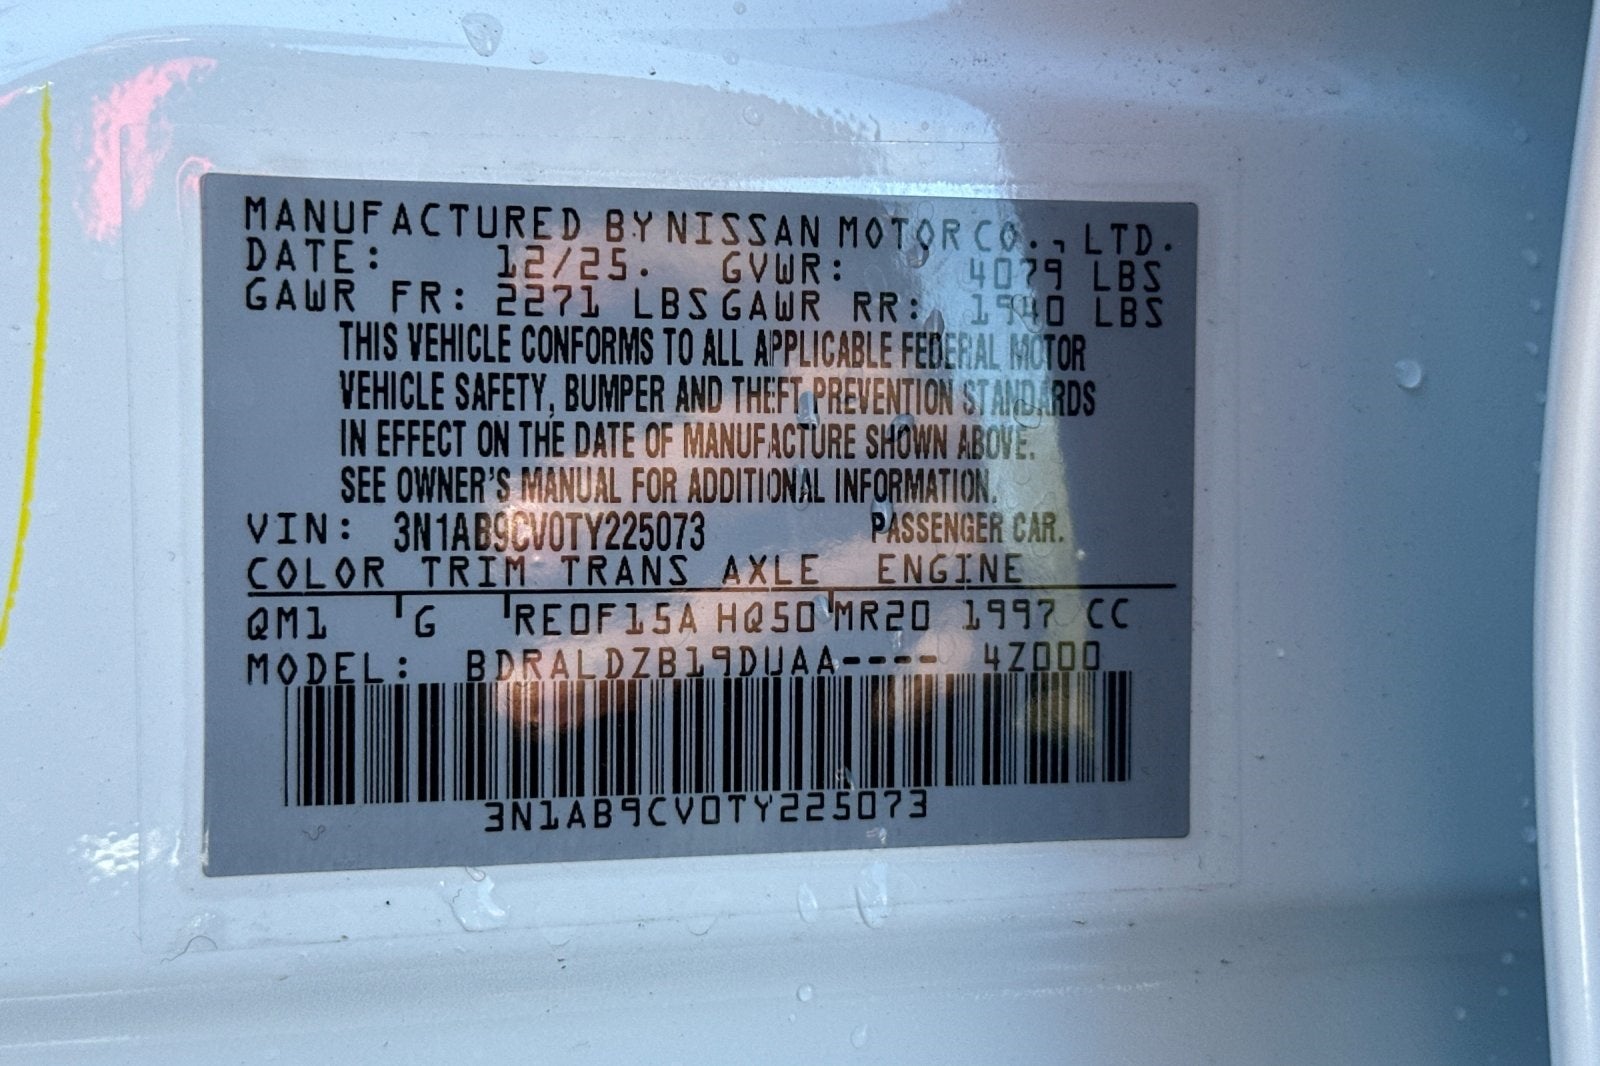 MANUFACTURED BY NISSAN MOTOR CO., LTD.
DATE: 12/25. GVWR: 4079 LBS
GAWR FR: 2271 LBS GAWR RR: 1940 LBS
THIS VEHICLE CONFORMS TO ALL APPLICABLE FEDERAL MOTOR
VEHICLE SAFETY, BUMPER AND THEFT PREVENTION STANDARDS
IN EFFECT ON THE DATE OF MANUFACTURE SHOWN ABOVE.
SEE OWNER'S MANUAL FOR ADDITIONAL INFORMATION.
VIN: 3N1AB9CV0TY225073 PASSENGER CAR.
COLOR TRIM TRANS AXLE ENGINE
QM1 G RE0F15A HQ50 MR20 1997 CC
MODEL: BDRALDZB19DUAA---- 4Z000
3N1AB9CV0TY225073